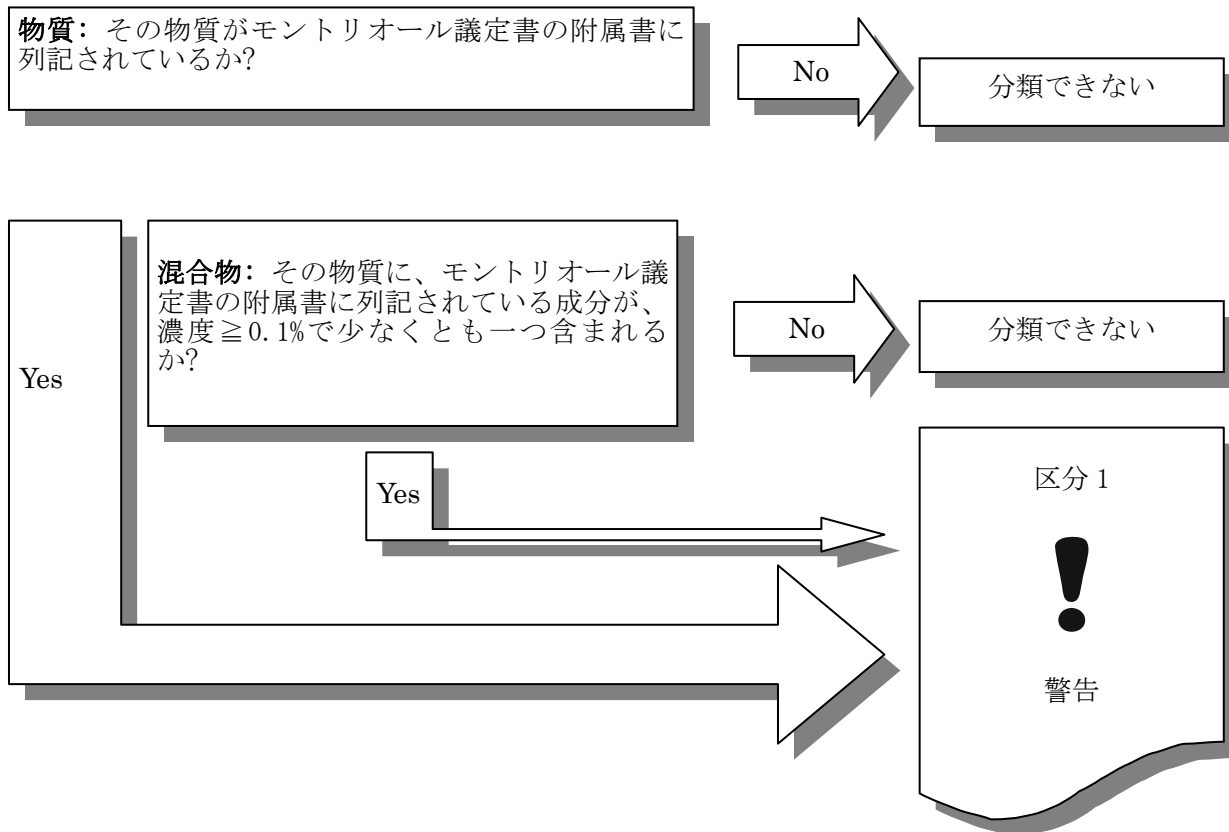 物質: その物質がモントリオール議定書の附属書に
列記されているか?
No
分類できない
Yes
混合物: その物質に、モントリオール議
定書の附属書に列記されている成分が、
濃度≧0.1%で少なくとも一つ含まれる
か?
No
分類できない
Yes
区分 1
!
警告